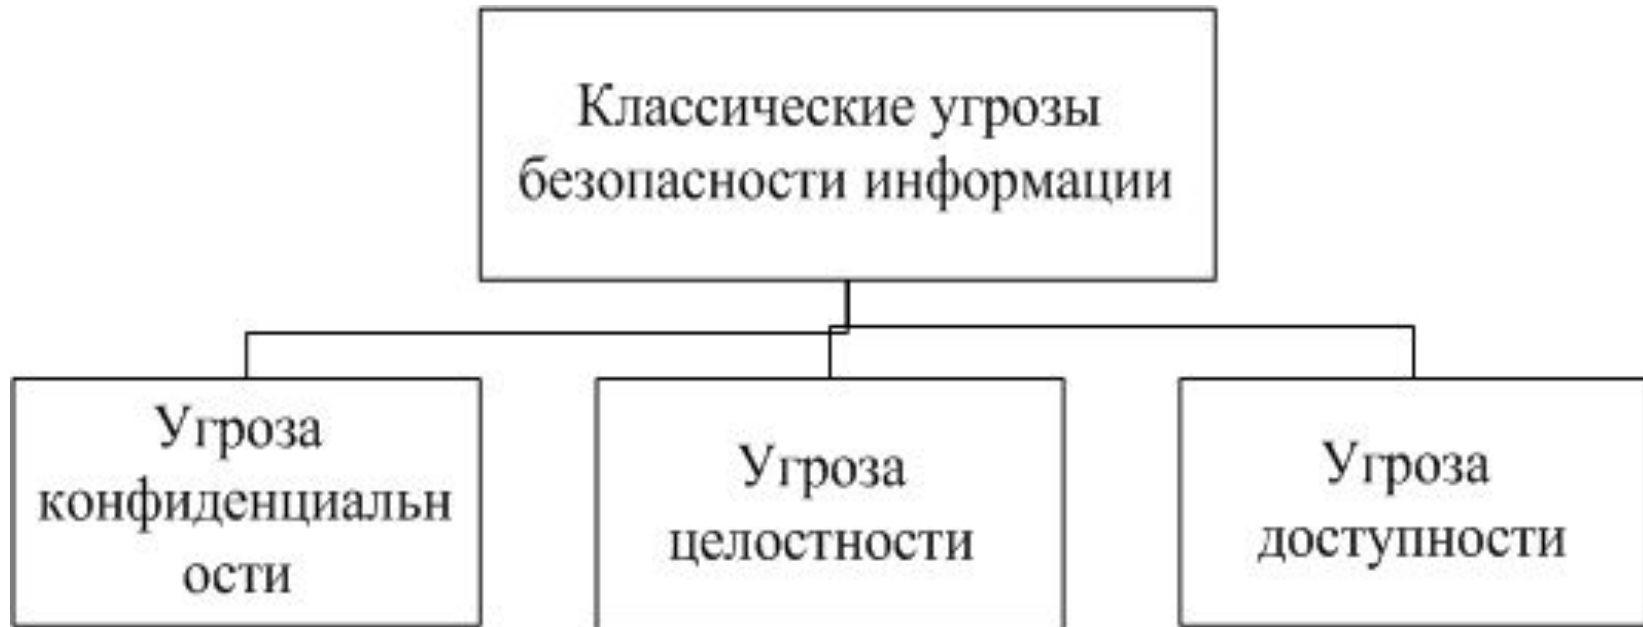 Классические угрозы
безопасности информации
Угроза
конфиденциальн
ости
Угроза
целостности
Угроза
доступности